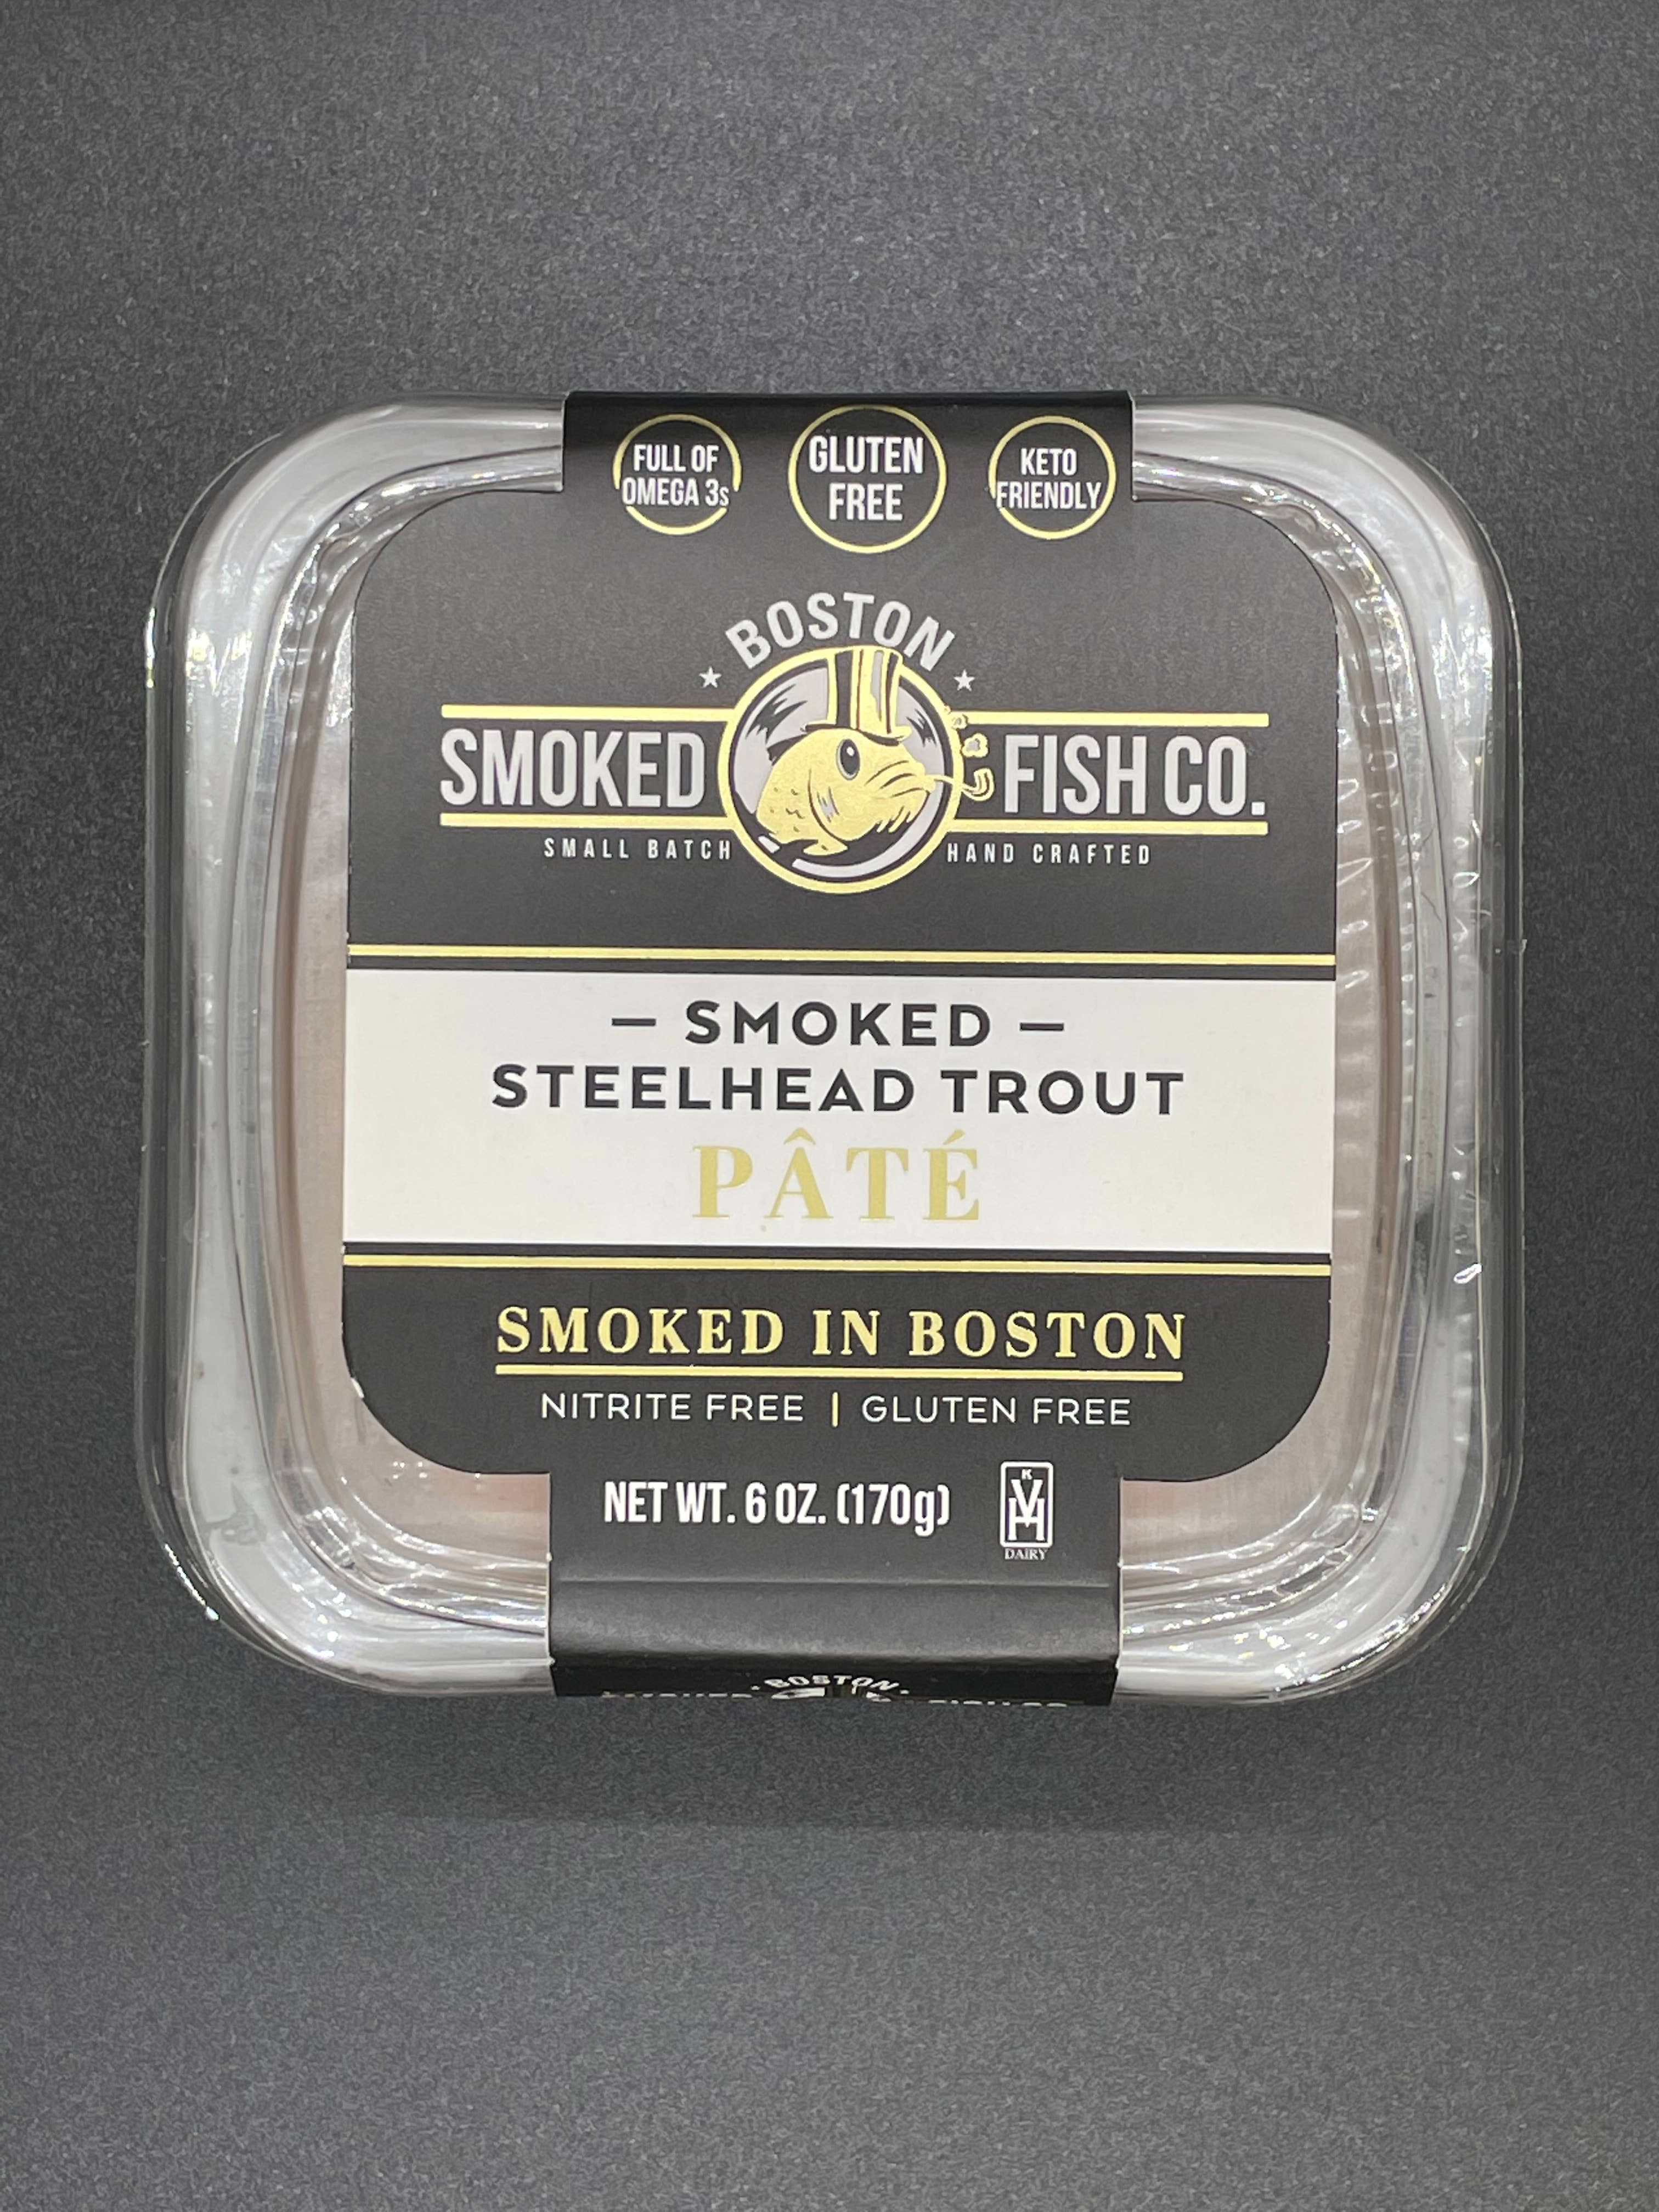 FULL OF
OMEGA 3s
GLUTEN
FREE
KETO
FRIENDLY
BOSTON
SMOKED FISH CO.
SMALL BATCH HAND CRAFTED
— SMOKED —
STEELHEAD TROUT
PÂTÉ
SMOKED IN BOSTON
NITRITE FREE | GLUTEN FREE
NET WT. 6 OZ. (170g)
K
V
H
DAIRY
BOSTON